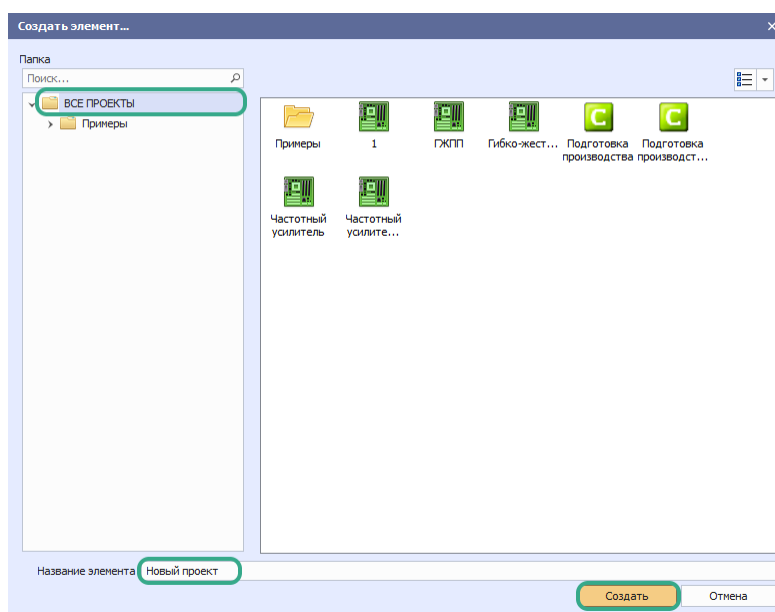 Создать элемент...
Папка
Поиск...
ВСЕ ПРОЕКТЫ
Примеры
Примеры
1
ГЖПП
Гибко-жест...
Подготовка
производства
Подготовка
производст...
Частотный
усилитель
Частотный
усилите...
Название элемента
Новый проект
Создать
Отмена